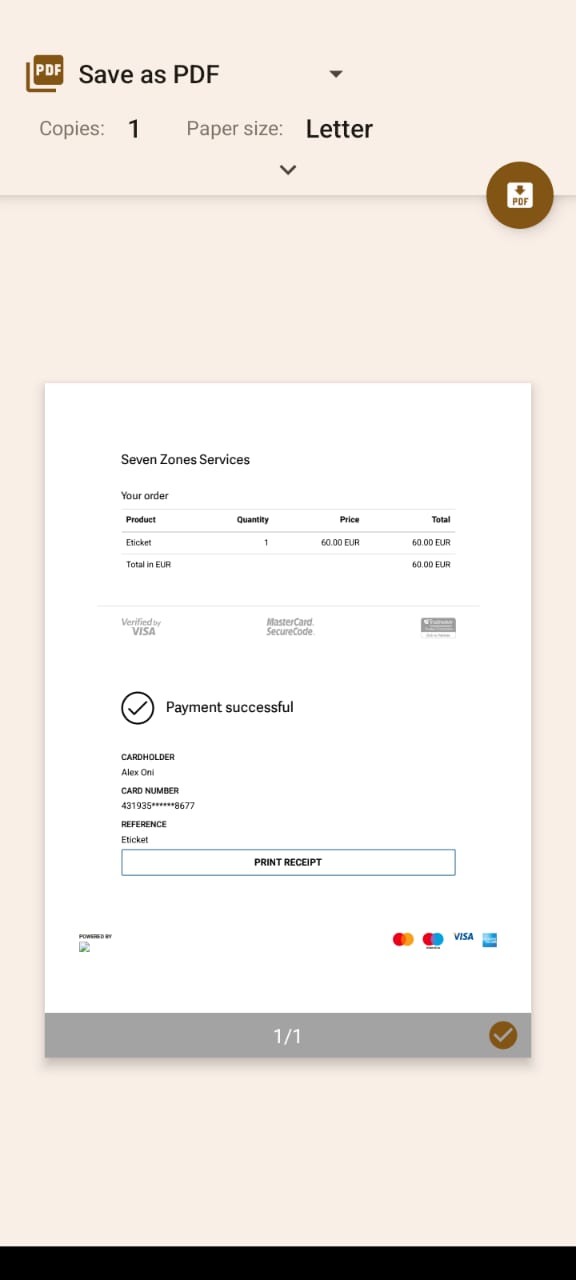 PDF Save as PDF
Copies: 1 Paper size: Letter
PDF
Seven Zones Services
Your order
Product Quantity Price Total
Eticket 1 60.00 EUR 60.00 EUR
Total in EUR 60.00 EUR
Verified by
VISA
MasterCard.
SecureCode.
Payment successful
CARDHOLDER
Alex Oni
CARD NUMBER
431935******8677
REFERENCE
Eticket
PRINT RECEIPT
POWERED BY
VISA
1/1